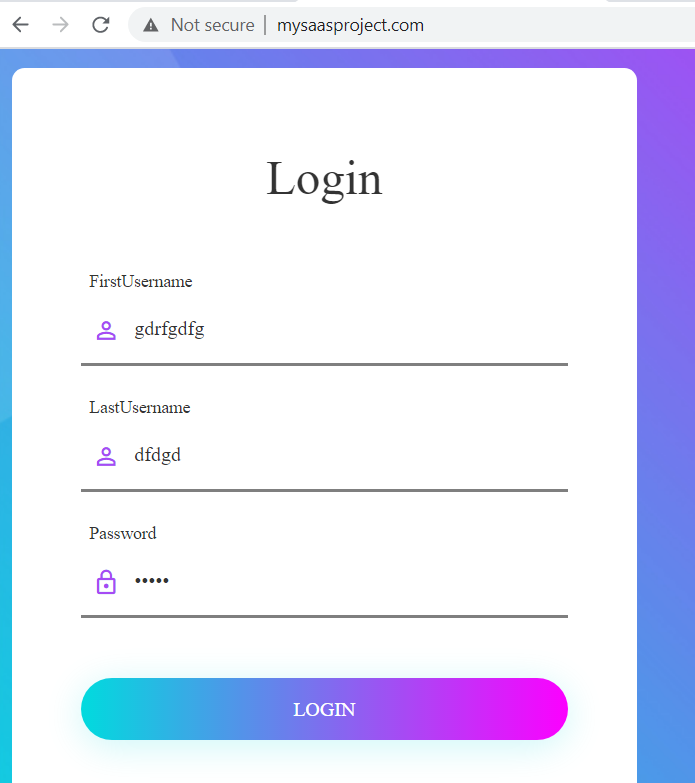 Not secure | mysaasproject.com
Login
FirstUsername
gdrfgdfg
LastUsername
dfdgd
Password
•••••
LOGIN